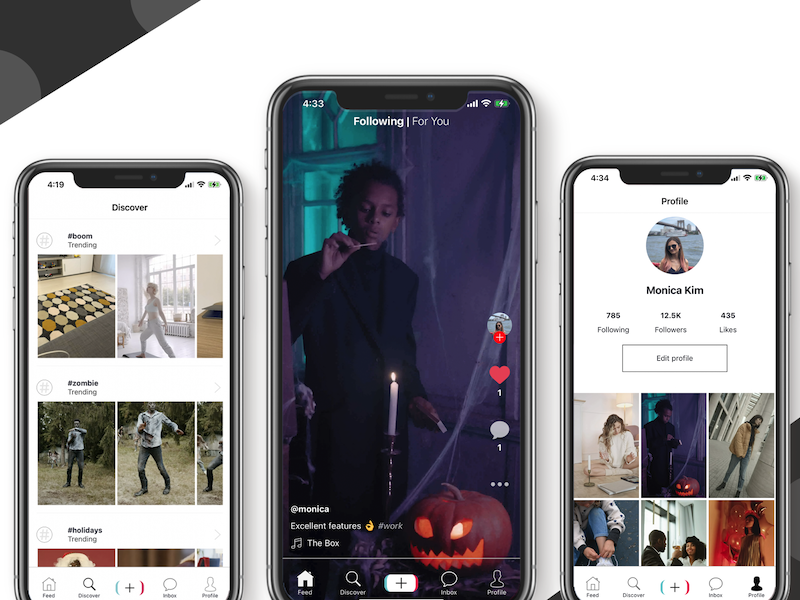 4:19
Discover
#boom
Trending
#zombie
Trending
#holidays
Trending
Feed
Discover
Inbox
Profile
4:33
Following | For You
1
1
@monica
Excellent features 👌 #work
The Box
Feed
Discover
Inbox
Profile
4:34
Profile
Monica Kim
785
12.5K
435
Following
Followers
Likes
Edit profile
Feed
Discover
Inbox
Profile